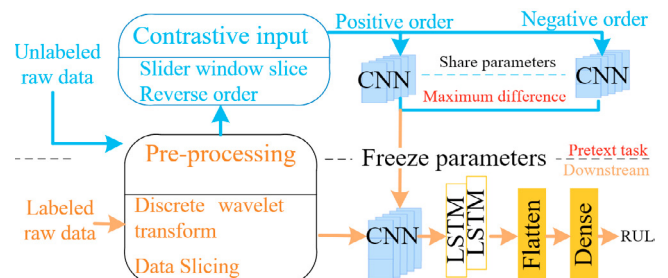 Positive order
Negative order
Unlabeled
raw data
Contrastive input
Slider window slice
Reverse order
CNN
Share parameters
CNN
Maximum difference
Pre-processing
Freeze parameters
Pretext task
Downstream
Labeled
raw data
Discrete wavelet
transform
Data Slicing
CNN
LSTM
LSTM
Flatten
Dense
RUL